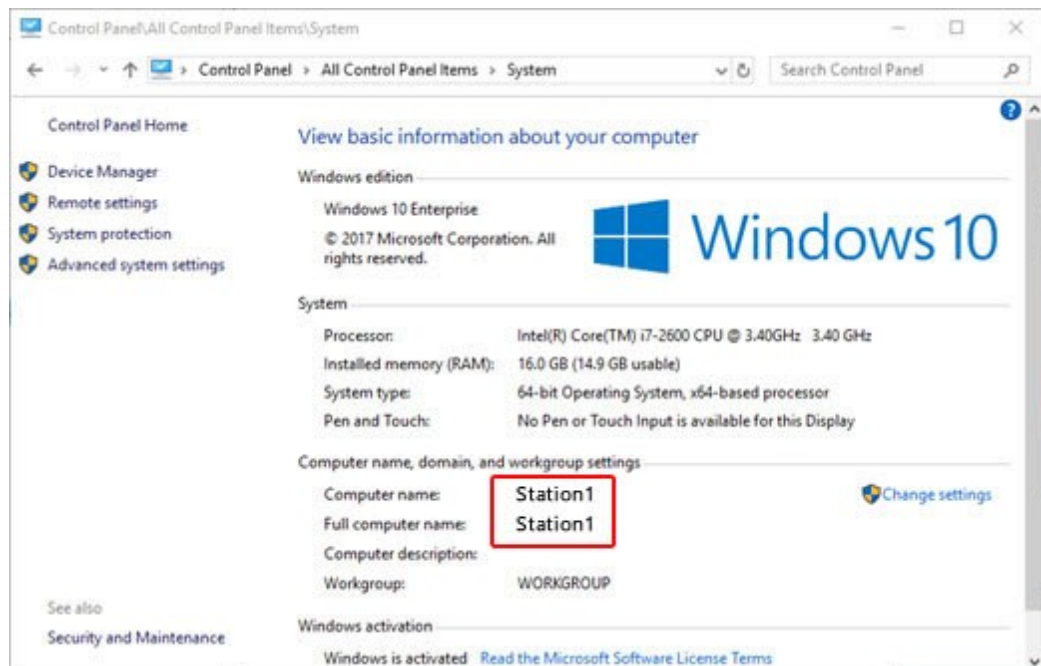 Control Panel\All Control Panel Items\System
Control Panel > All Control Panel Items > System
Search Control Panel
Control Panel Home
Device Manager
Remote settings
System protection
Advanced system settings
See also
Security and Maintenance
View basic information about your computer
Windows edition
Windows 10 Enterprise
© 2017 Microsoft Corporation. All
rights reserved.
Windows 10
System
Processor: Intel(R) Core(TM) i7-2600 CPU @ 3.40GHz 3.40 GHz
Installed memory (RAM): 16.0 GB (14.9 GB usable)
System type: 64-bit Operating System, x64-based processor
Pen and Touch: No Pen or Touch Input is available for this Display
Computer name, domain, and workgroup settings
Computer name: Station1
Change settings
Full computer name: Station1
Computer description:
Workgroup: WORKGROUP
Windows activation
Windows is activated Read the Microsoft Software License Terms